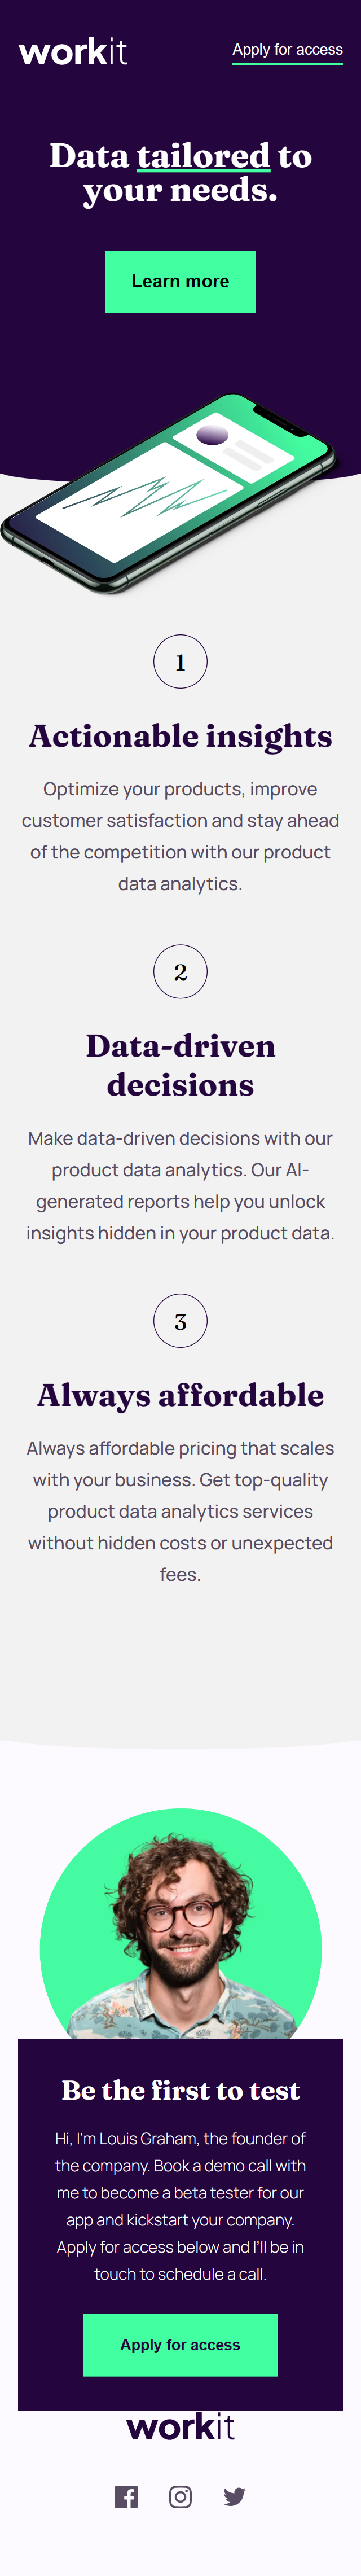 workit
Apply for access
Data tailored to
your needs.
Learn more
1
Actionable insights
Optimize your products, improve
customer satisfaction and stay ahead
of the competition with our product
data analytics.
2
Data-driven
decisions
Make data-driven decisions with our
product data analytics. Our AI-
generated reports help you unlock
insights hidden in your product data.
3
Always affordable
Always affordable pricing that scales
with your business. Get top-quality
product data analytics services
without hidden costs or unexpected
fees.
Be the first to test
Hi, I'm Louis Graham, the founder of
the company. Book a demo call with
me to become a beta tester for our
app and kickstart your company.
Apply for access below and I'll be in
touch to schedule a call.
Apply for access
workit